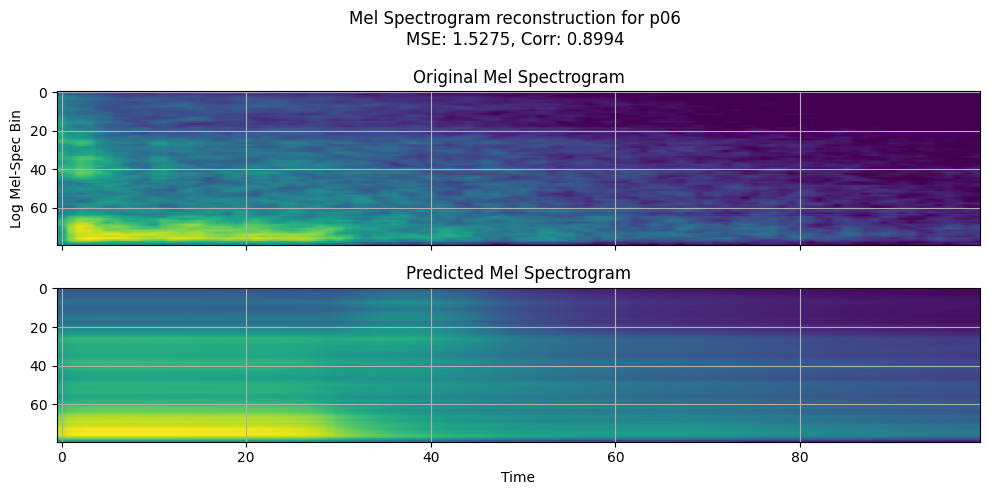 Mel Spectrogram reconstruction for p06
MSE: 1.5275, Corr: 0.8994
Original Mel Spectrogram
Log Mel-Spec Bin
0
20
40
60
Predicted Mel Spectrogram
0
20
40
60
0 20 40 60 80
Time